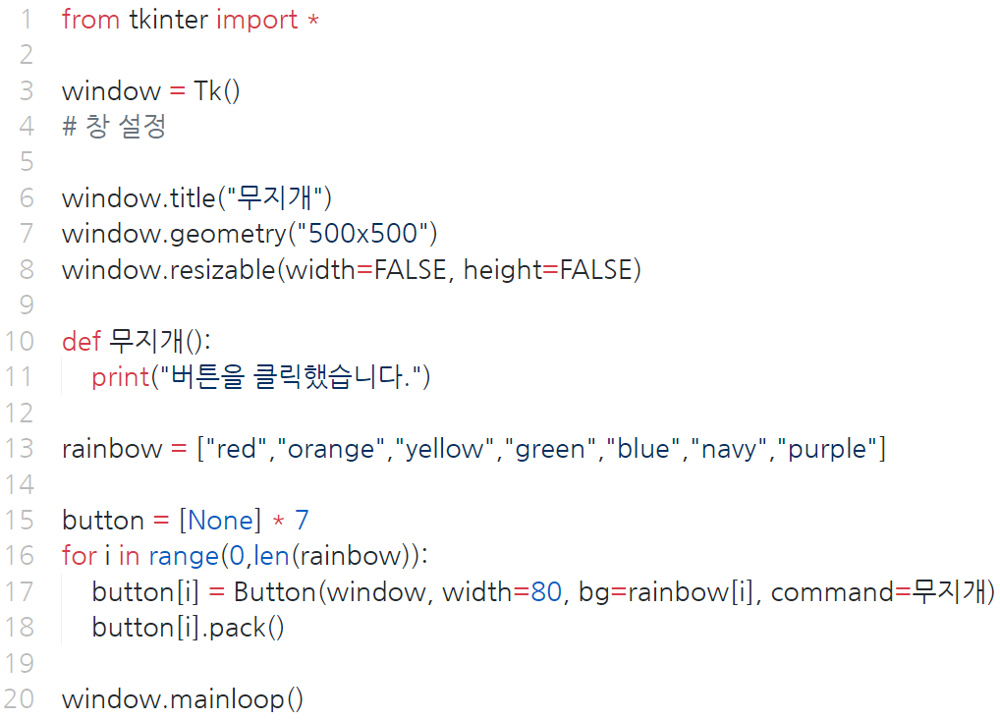 1 from tkinter import *
2
3 window = Tk()
4 # 창 설정
5
6 window.title("무지개")
7 window.geometry("500x500")
8 window.resizable(width=FALSE, height=FALSE)
9
10 def 무지개():
11     print("버튼을 클릭했습니다.")
12
13 rainbow = ["red","orange","yellow","green","blue","navy","purple"]
14
15 button = [None] * 7
16 for i in range(0,len(rainbow)):
17     button[i] = Button(window, width=80, bg=rainbow[i], command=무지개)
18     button[i].pack()
19
20 window.mainloop()